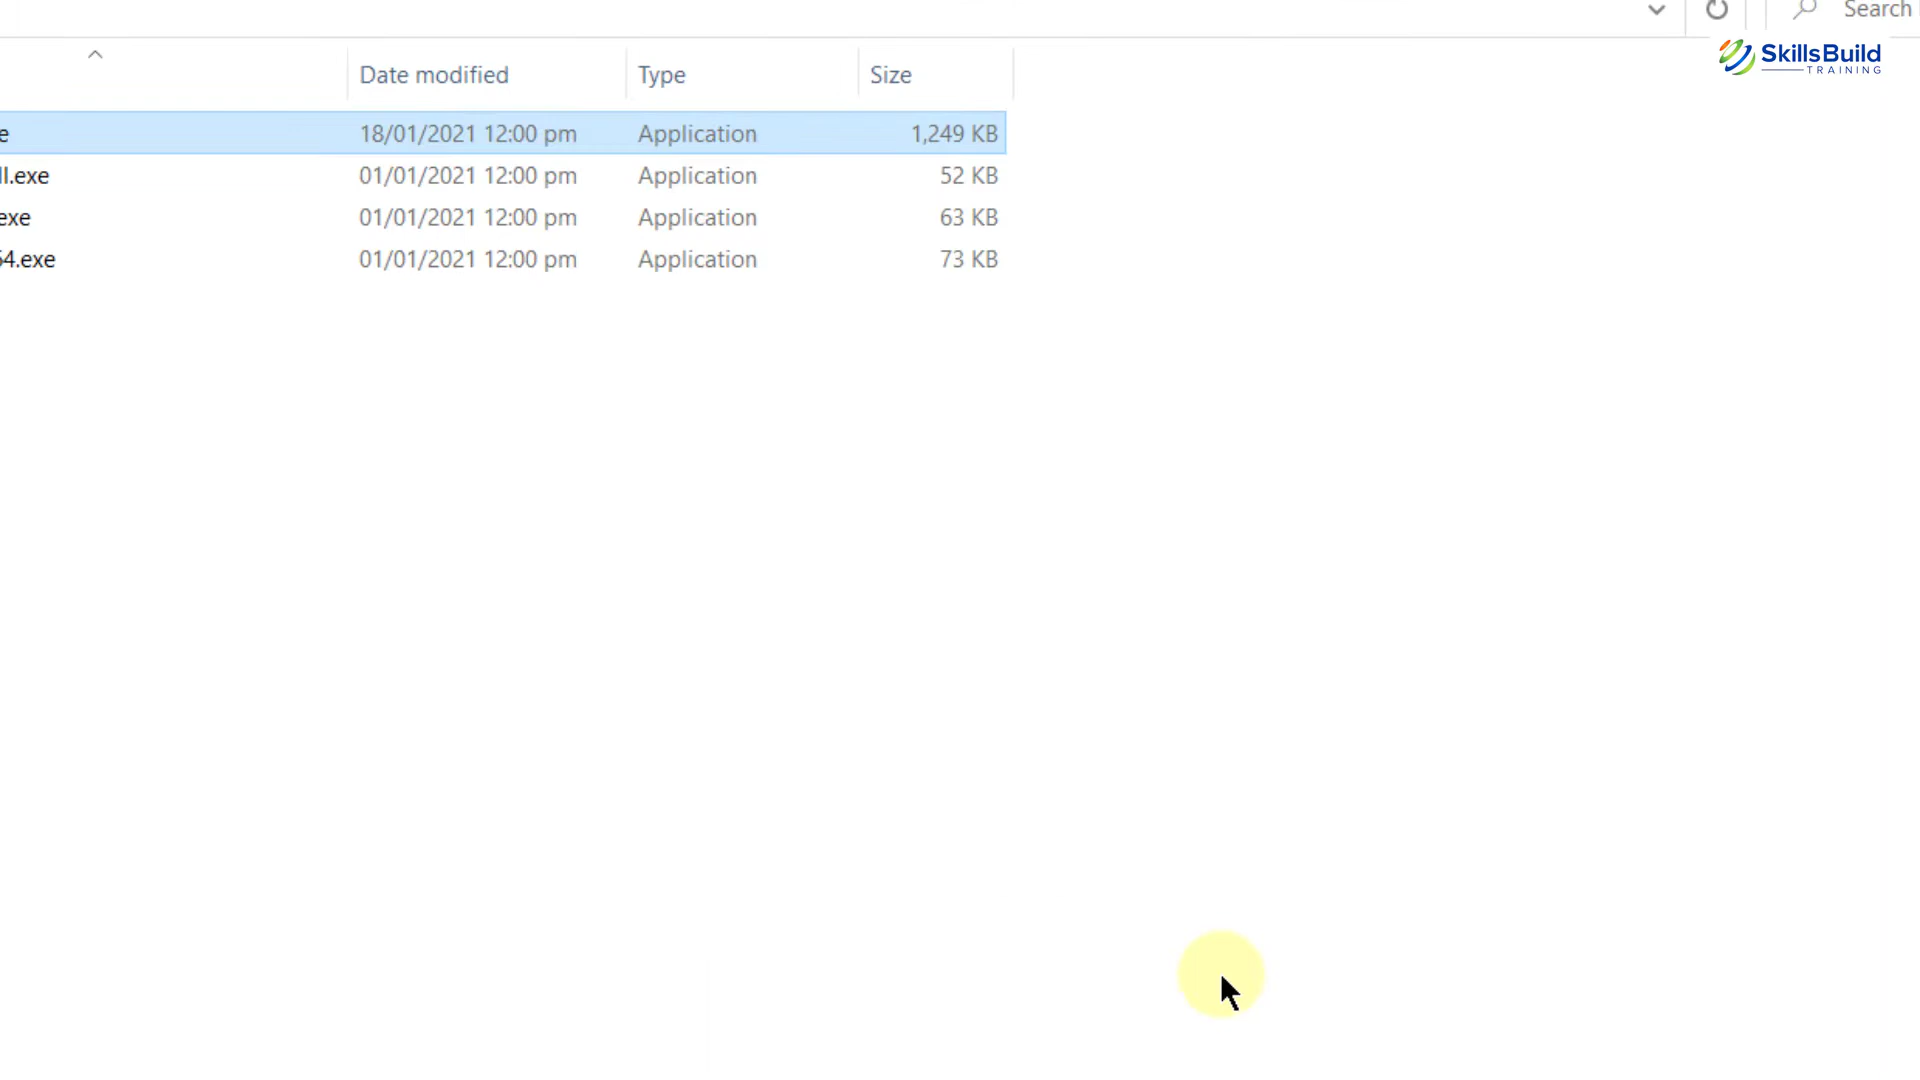 Search
SkillsBuild
TRAINING
Date modified Type Size
e 18/01/2021 12:00 pm Application 1,249 KB
ll.exe 01/01/2021 12:00 pm Application 52 KB
exe 01/01/2021 12:00 pm Application 63 KB
64.exe 01/01/2021 12:00 pm Application 73 KB